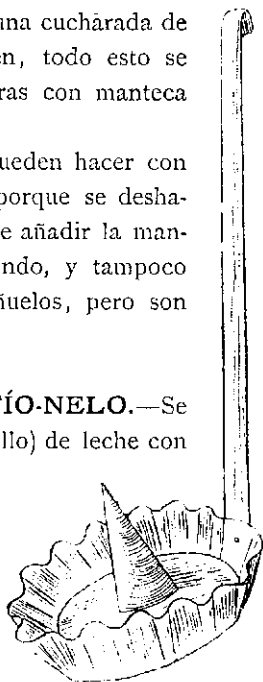 una cucharada de
en, todo esto se
ras con manteca
ueden hacer con
porque se desha-
e añadir la man-
ndo, y tampoco
ñuelos, pero son
TÍO-NELO.—Se
llo) de leche con